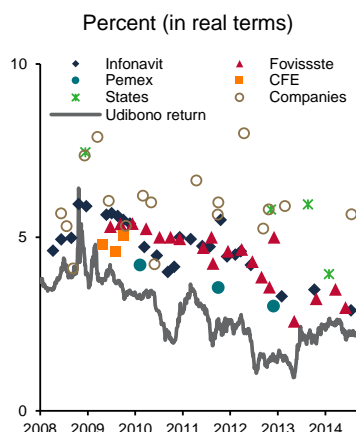 Percent (in real terms)
10
Infonavit Fovissste
Pemex CFE
States Companies
Udibono return
5
0
2008 2009 2010 2011 2012 2013 2014